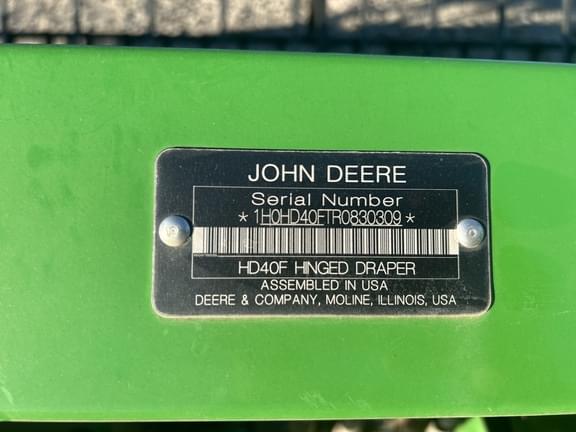 JOHN DEERE
Serial Number
*1H0HD40FTR0830309*
HD40F HINGED DRAPER
ASSEMBLED IN USA
DEERE & COMPANY, MOLINE, ILLINOIS, USA